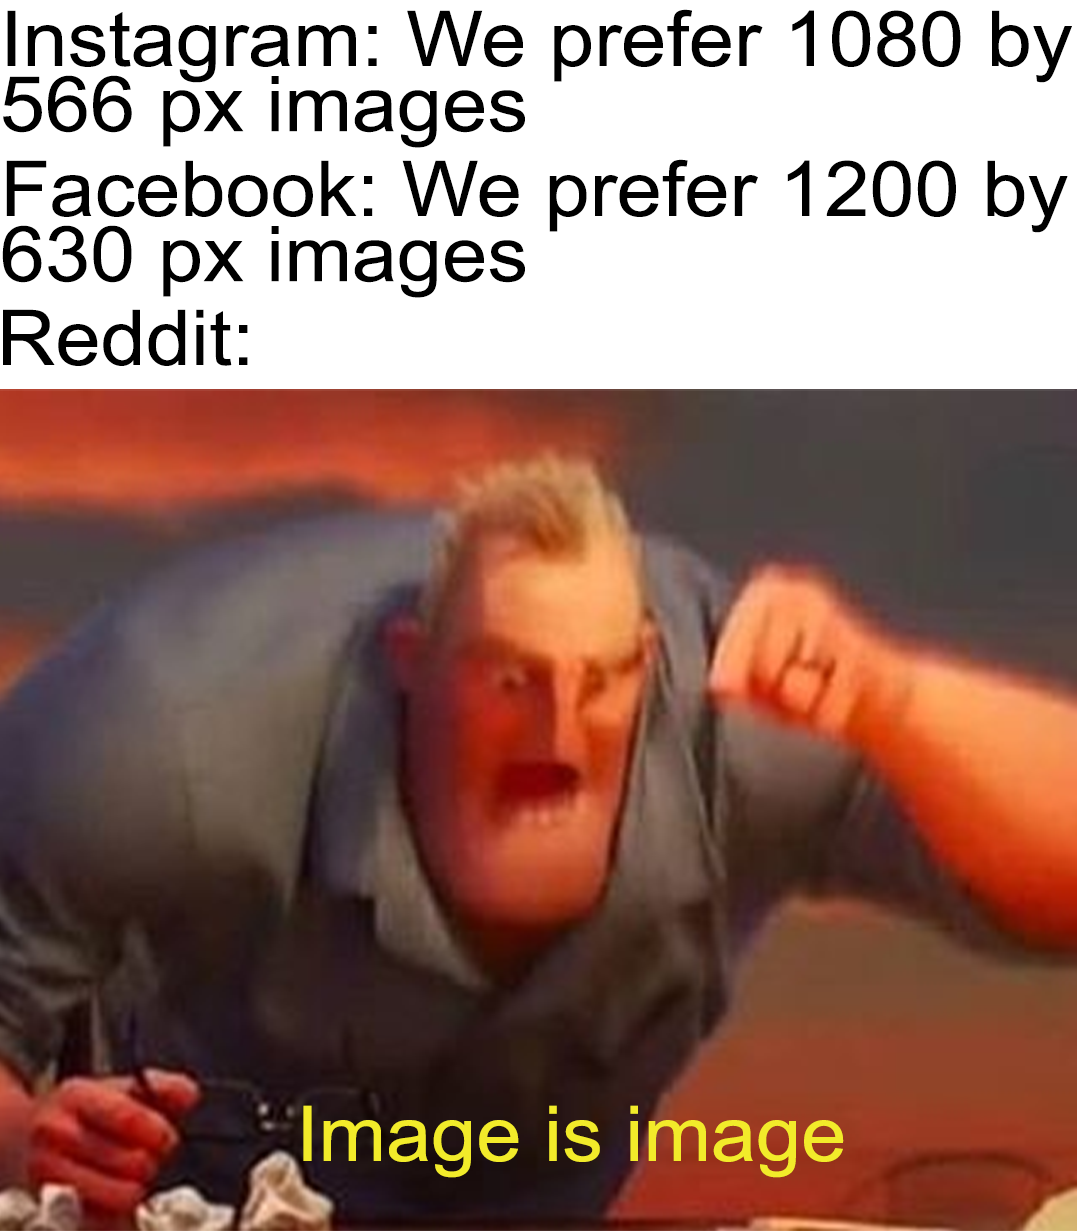 Instagram: We prefer 1080 by
566 px images
Facebook: We prefer 1200 by
630 px images
Reddit:
Image is image